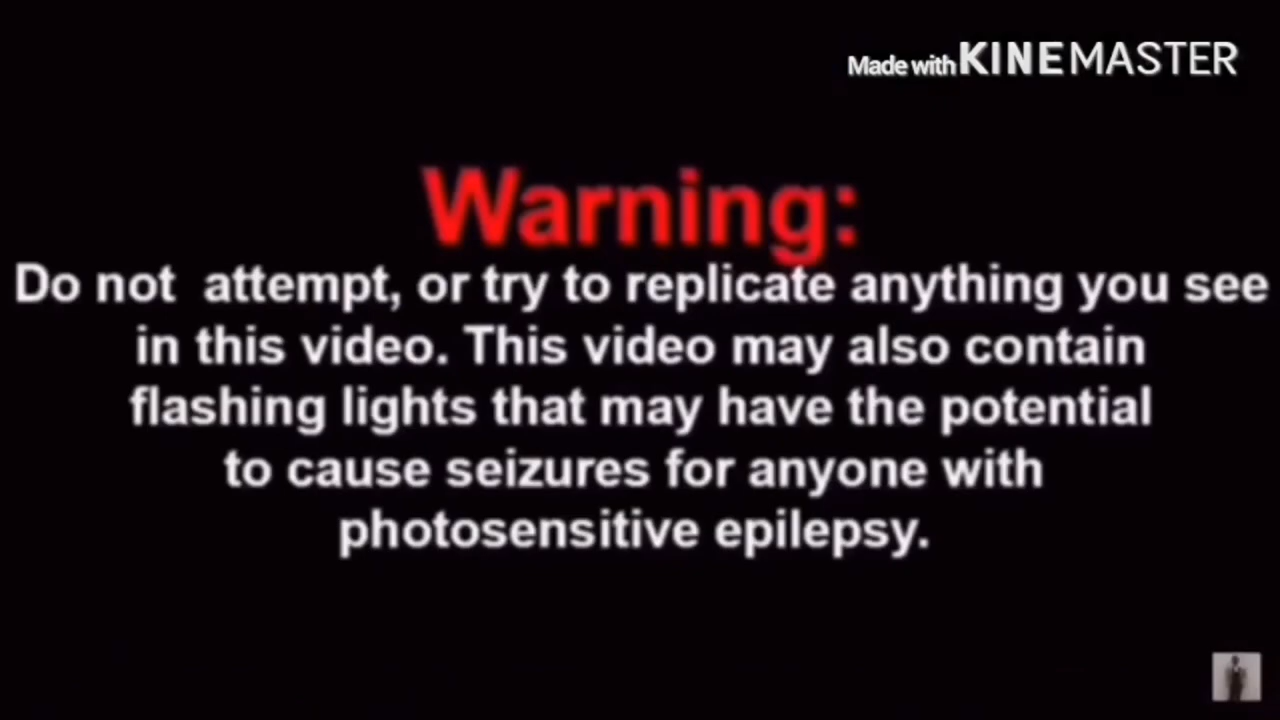 Made with KINEMASTER
Warning:
Do not attempt, or try to replicate anything you see
in this video. This video may also contain
flashing lights that may have the potential
to cause seizures for anyone with
photosensitive epilepsy.